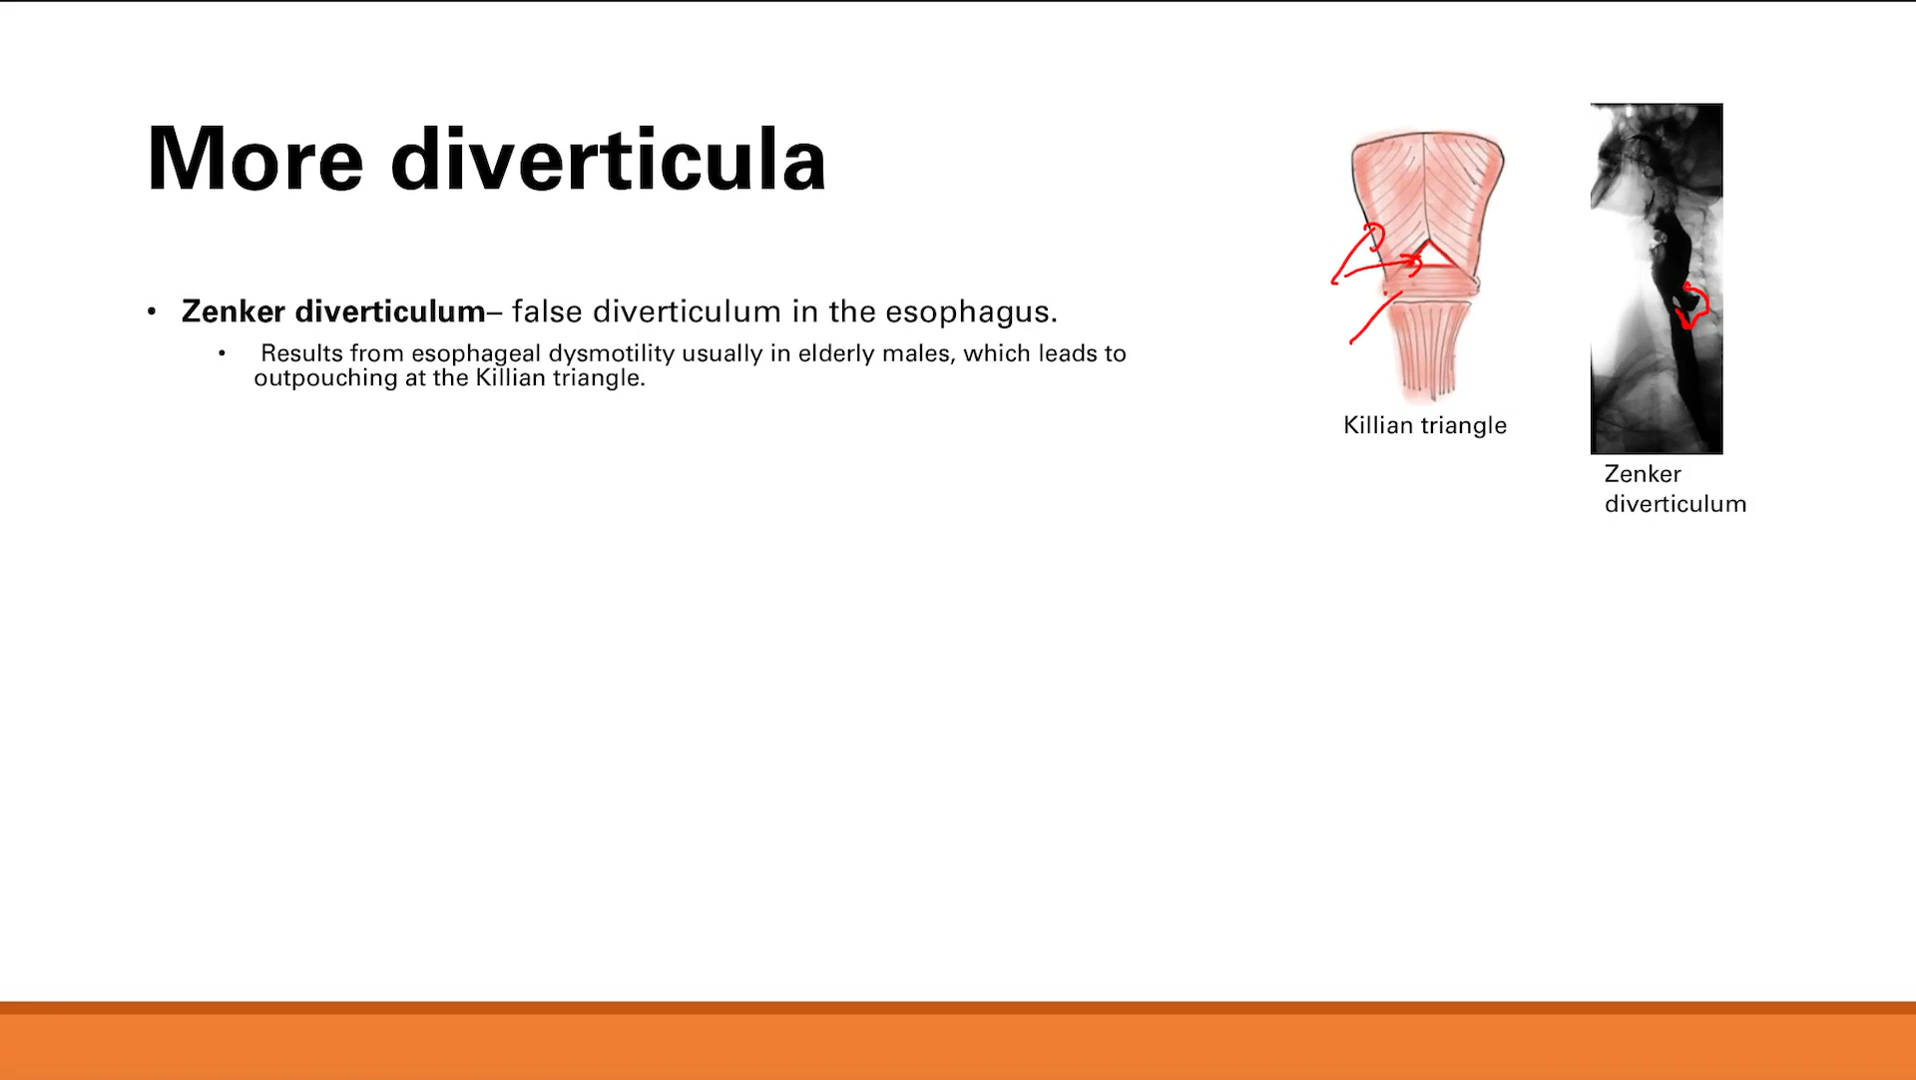 More diverticula
• Zenker diverticulum– false diverticulum in the esophagus.
• Results from esophageal dysmotility usually in elderly males, which leads to
outpouching at the Killian triangle.
Killian triangle
Zenker
diverticulum